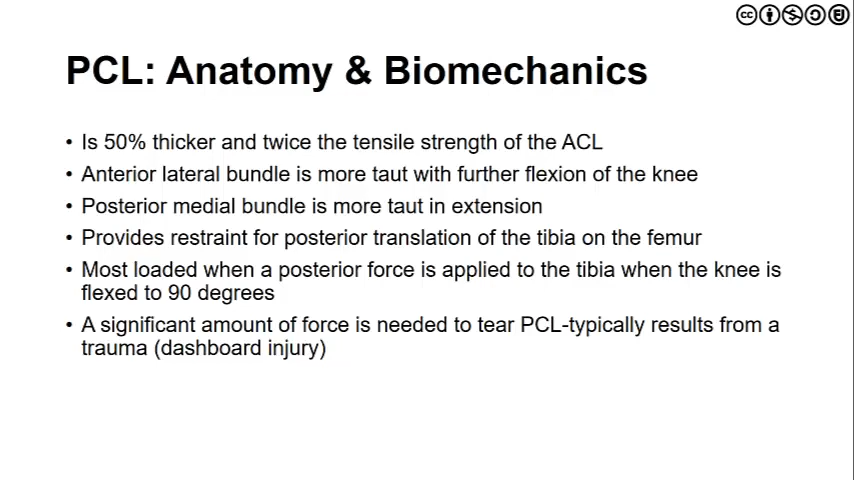 PCL: Anatomy & Biomechanics
• Is 50% thicker and twice the tensile strength of the ACL
• Anterior lateral bundle is more taut with further flexion of the knee
• Posterior medial bundle is more taut in extension
• Provides restraint for posterior translation of the tibia on the femur
• Most loaded when a posterior force is applied to the tibia when the knee is
flexed to 90 degrees
• A significant amount of force is needed to tear PCL-typically results from a
trauma (dashboard injury)